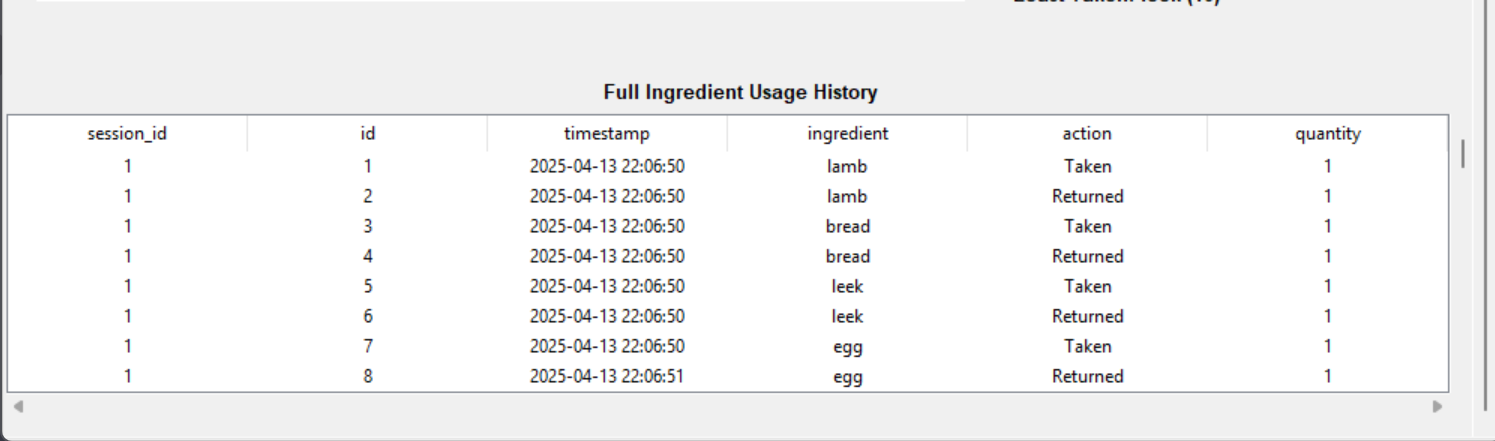 Full Ingredient Usage History
session_id id timestamp ingredient action quantity
1 1 2025-04-13 22:06:50 lamb Taken 1
1 2 2025-04-13 22:06:50 lamb Returned 1
1 3 2025-04-13 22:06:50 bread Taken 1
1 4 2025-04-13 22:06:50 bread Returned 1
1 5 2025-04-13 22:06:50 leek Taken 1
1 6 2025-04-13 22:06:50 leek Returned 1
1 7 2025-04-13 22:06:50 egg Taken 1
1 8 2025-04-13 22:06:51 egg Returned 1